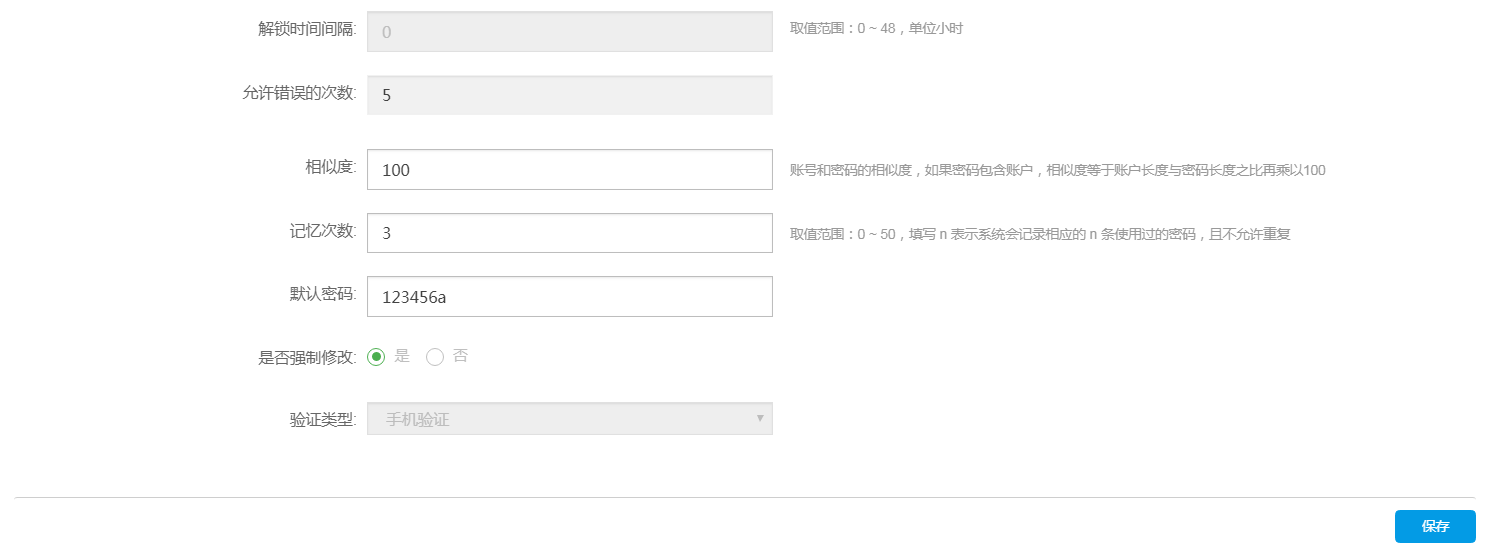 解锁时间间隔: 0 取值范围：0 ~ 48，单位小时
允许错误的次数: 5
相似度: 100 账号和密码的相似度，如果密码包含账户，相似度等于账户长度与密码长度之比再乘以100
记忆次数: 3 取值范围：0 ~ 50，填写 n 表示系统会记录相应的 n 条使用过的密码，且不允许重复
默认密码: 123456a
是否强制修改: 是 否
验证类型: 手机验证
保存